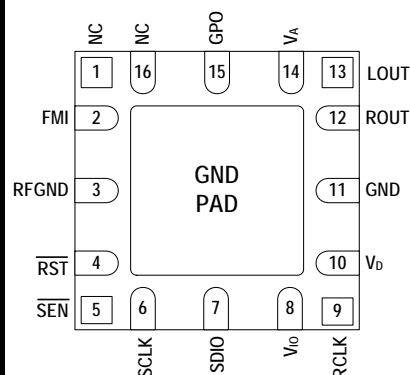 NC
NC
GPO
VA
1
16
15
14
13
LOUT
FMI
2
12
ROUT
RFGND
3
GND
PAD
11
GND
RST
4
10
VD
SEN
5
6
7
8
9
SCLK
SDIO
VIO
RCLK